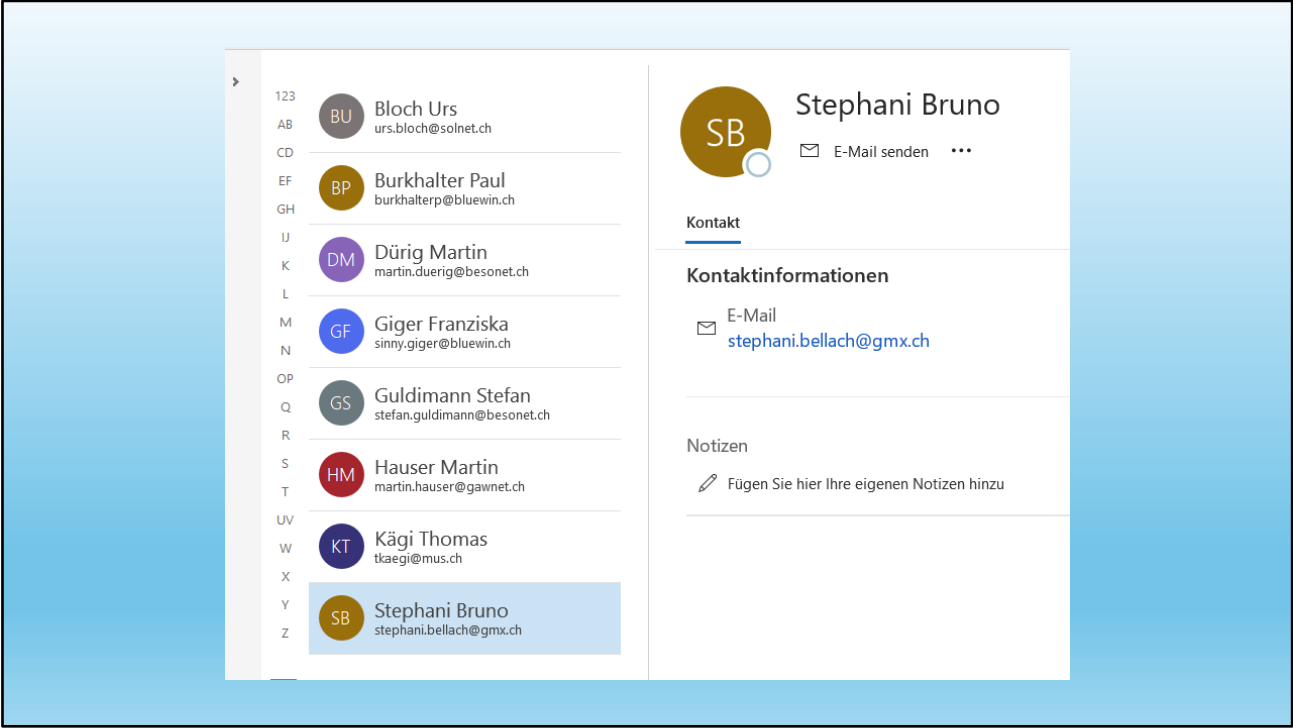 123
AB
CD
EF
GH
IJ
K
L
M
N
OP
Q
R
S
T
UV
W
X
Y
Z
BU
Bloch Urs
urs.bloch@solnet.ch
BP
Burkhalter Paul
burkhalterp@bluewin.ch
DM
Dürig Martin
martin.duerig@besonet.ch
GF
Giger Franziska
sinny.giger@bluewin.ch
GS
Guldimann Stefan
stefan.guldimann@besonet.ch
HM
Hauser Martin
martin.hauser@gawnet.ch
KT
Kägi Thomas
tkaegi@mus.ch
SB
Stephani Bruno
stephani.bellach@gmx.ch
SB
Stephani Bruno
E-Mail senden
Kontakt
Kontaktinformationen
E-Mail
stephani.bellach@gmx.ch
Notizen
Fügen Sie hier Ihre eigenen Notizen hinzu